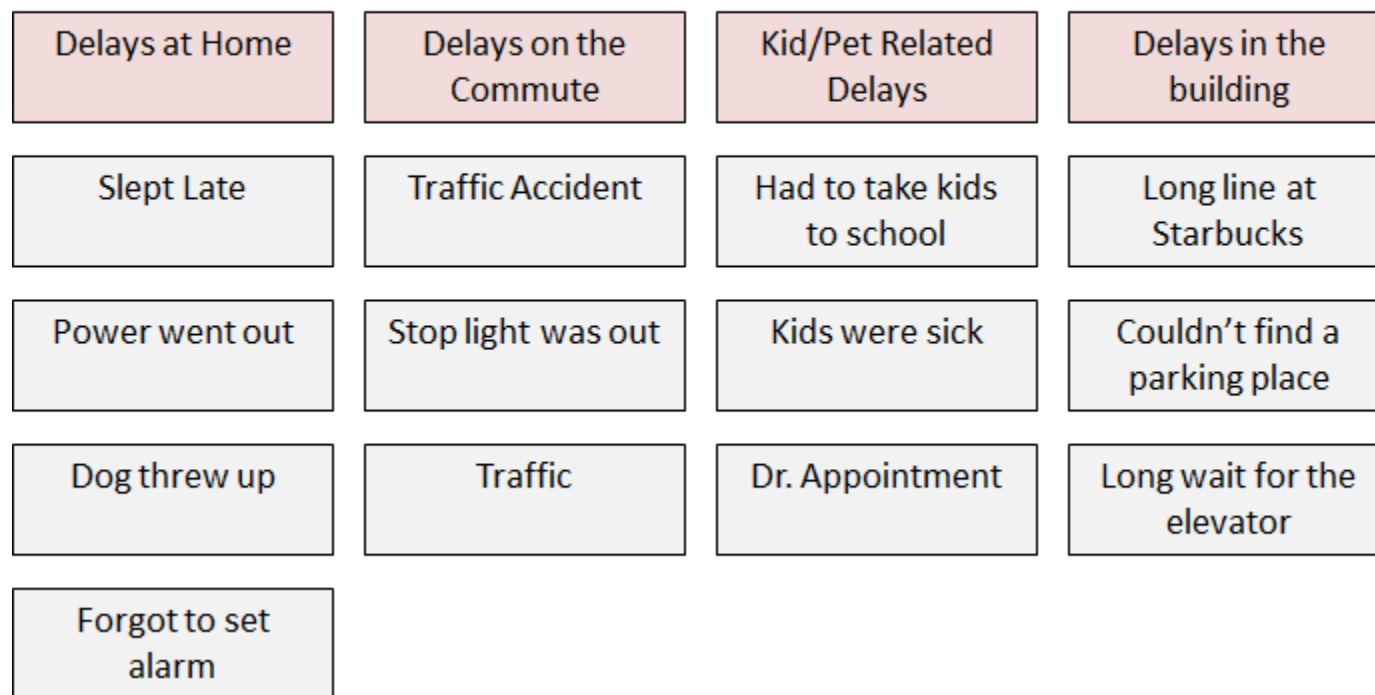 Delays at Home
Delays on the
Commute
Kid/Pet Related
Delays
Delays in the
building
Slept Late
Traffic Accident
Had to take kids
to school
Long line at
Starbucks
Power went out
Stop light was out
Kids were sick
Couldn't find a
parking place
Dog threw up
Traffic
Dr. Appointment
Long wait for the
elevator
Forgot to set
alarm